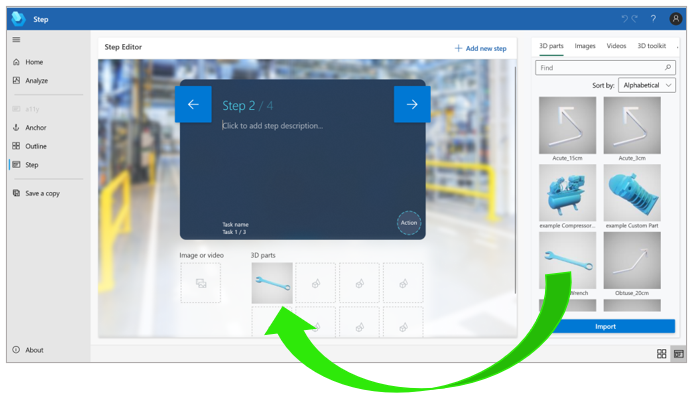 Step
?
Home
Analyze
Anchor
Outline
Step
Save a copy
About
Step Editor
Add new step
Step 2 / 4
Click to add step description...
Task name
Task 1 / 3
Action
Image or video
3D parts
3D parts
Images
Videos
3D toolkit
Find
Sort by:
Alphabetical
Acute_15cm
Acute_3cm
example Compressor...
example Custom Part
Wrench
Obtuse_20cm
Import